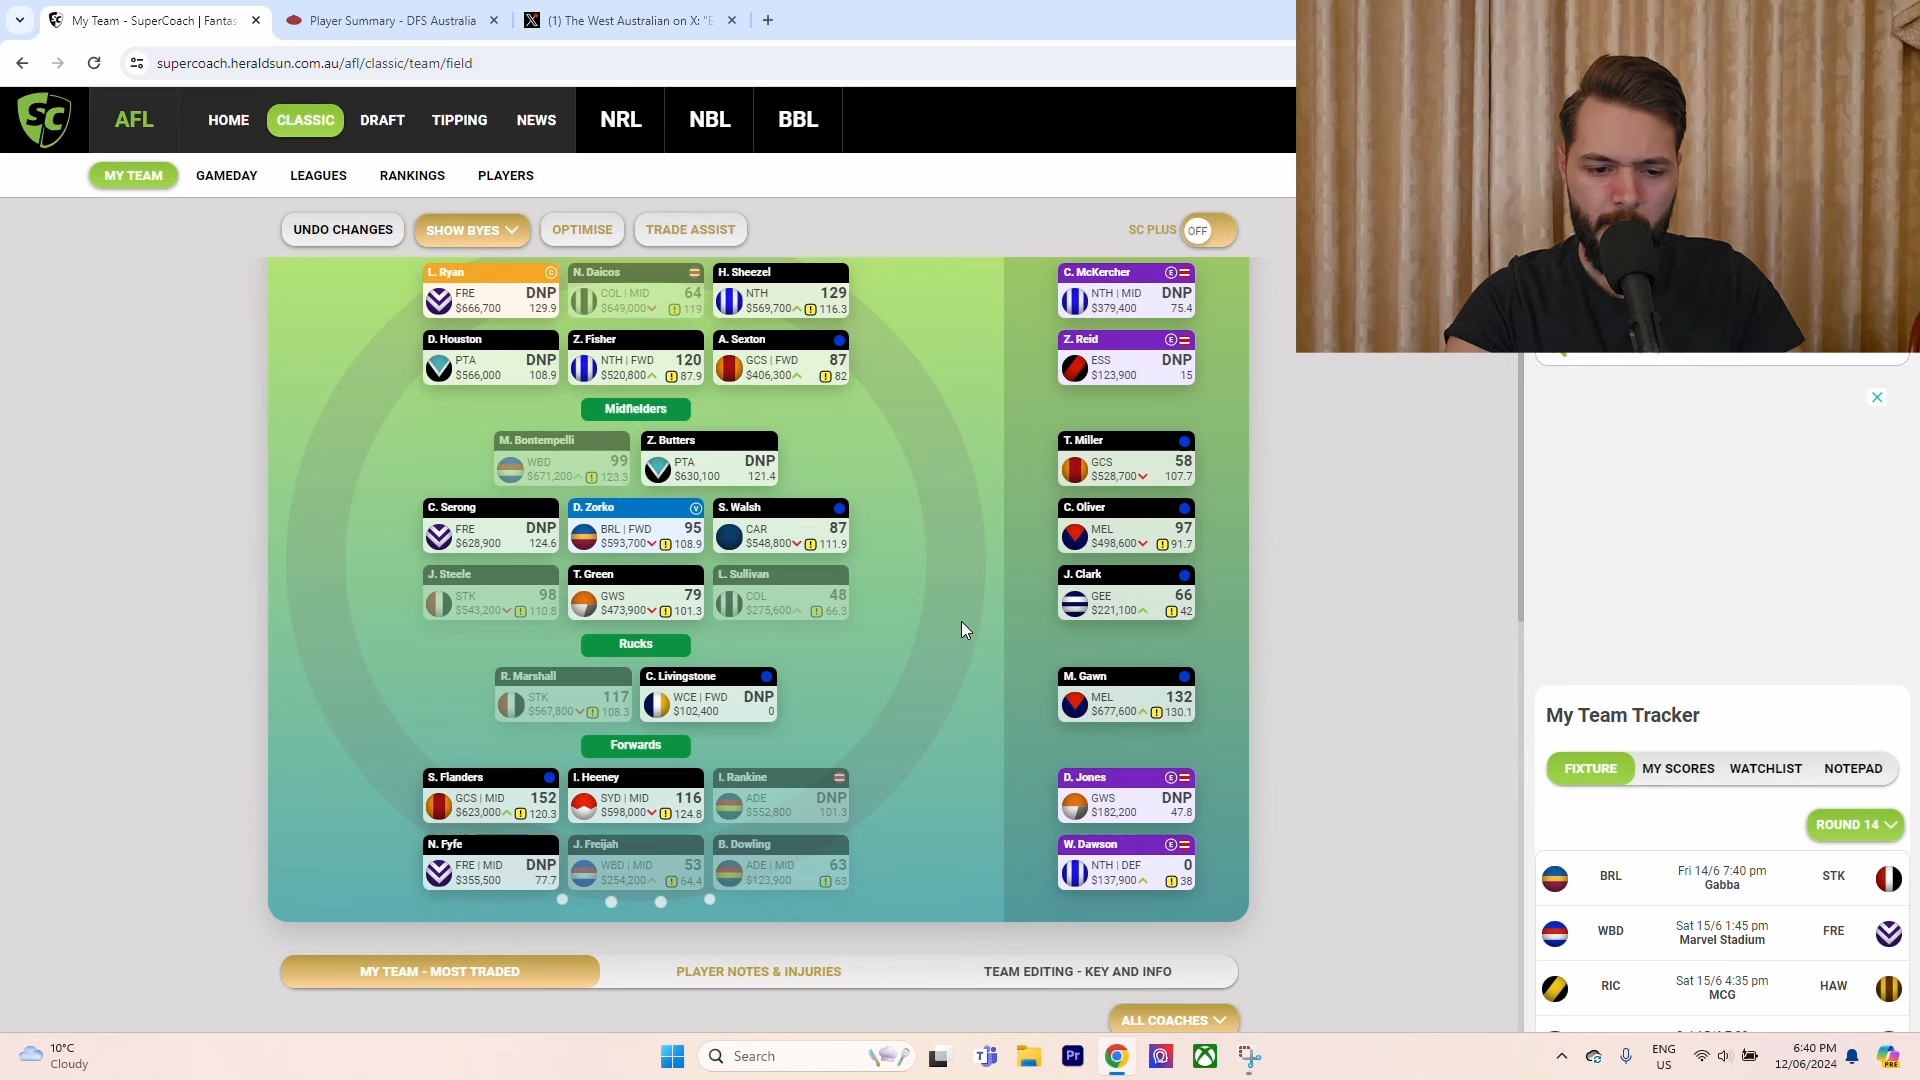 My Team - SuperCoach | Fantas
Player Summary - DFS Australia
(1) The West Australian on X: "E
supercoach.heraldsun.com.au/afl/classic/team/field
SC
AFL
HOME
CLASSIC
DRAFT
TIPPING
NEWS
NRL
NBL
BBL
MY TEAM
GAMEDAY
LEAGUES
RANKINGS
PLAYERS
UNDO CHANGES
SHOW BYES
OPTIMISE
TRADE ASSIST
SC PLUS
OFF
L. Ryan C
FRE DNP
$666,700 129.9
N. Daicos
COL | MID 64
$649,000 119
H. Sheezel
NTH 129
$569,700 116.3
C. McKercher E
NTH | MID DNP
$379,400 75.4
D. Houston
PTA DNP
$566,000 108.9
Z. Fisher
NTH | FWD 120
$520,800 87.9
A. Sexton
GCS | FWD 87
$406,300 82
Z. Reid E
ESS DNP
$123,900 15
Midfielders
M. Bontempelli
WBD 99
$671,200 123.3
Z. Butters
PTA DNP
$630,100 121.4
T. Miller
GCS 58
$528,700 107.7
C. Serong
FRE DNP
$628,900 124.6
D. Zorko V
BRL | FWD 95
$593,700 108.9
S. Walsh
CAR 87
$548,800 111.9
C. Oliver
MEL 97
$498,600 91.7
J. Steele
STK 98
$543,200 110.8
T. Green
GWS 79
$473,900 101.3
L. Sullivan
COL 48
$275,600 66.3
J. Clark
GEE 66
$221,100 42
Rucks
R. Marshall
STK 117
$567,800 108.3
C. Livingstone
WCE | FWD DNP
$102,400 0
M. Gawn
MEL 132
$677,600 130.1
Forwards
S. Flanders
GCS | MID 152
$623,000 120.3
I. Heeney
SYD | MID 116
$598,000 124.8
I. Rankine
ADE DNP
$552,800 101.3
D. Jones E
GWS DNP
$182,200 47.8
N. Fyfe
FRE | MID DNP
$355,500 77.7
J. Freijah
WBD | MID 53
$254,200 64.4
B. Dowling
ADE | MID 63
$123,900 63
W. Dawson E
NTH | DEF 0
$137,900 38
MY TEAM - MOST TRADED
PLAYER NOTES & INJURIES
TEAM EDITING - KEY AND INFO
ALL COACHES
My Team Tracker
FIXTURE
MY SCORES
WATCHLIST
NOTEPAD
ROUND 14
BRL Fri 14/6 7:40 pm STK
Gabba
WBD Sat 15/6 1:45 pm FRE
Marvel Stadium
RIC Sat 15/6 4:35 pm HAW
MCG
10°C
Cloudy
Search
Pr
ENG
US
6:40 PM
12/06/2024
PRE